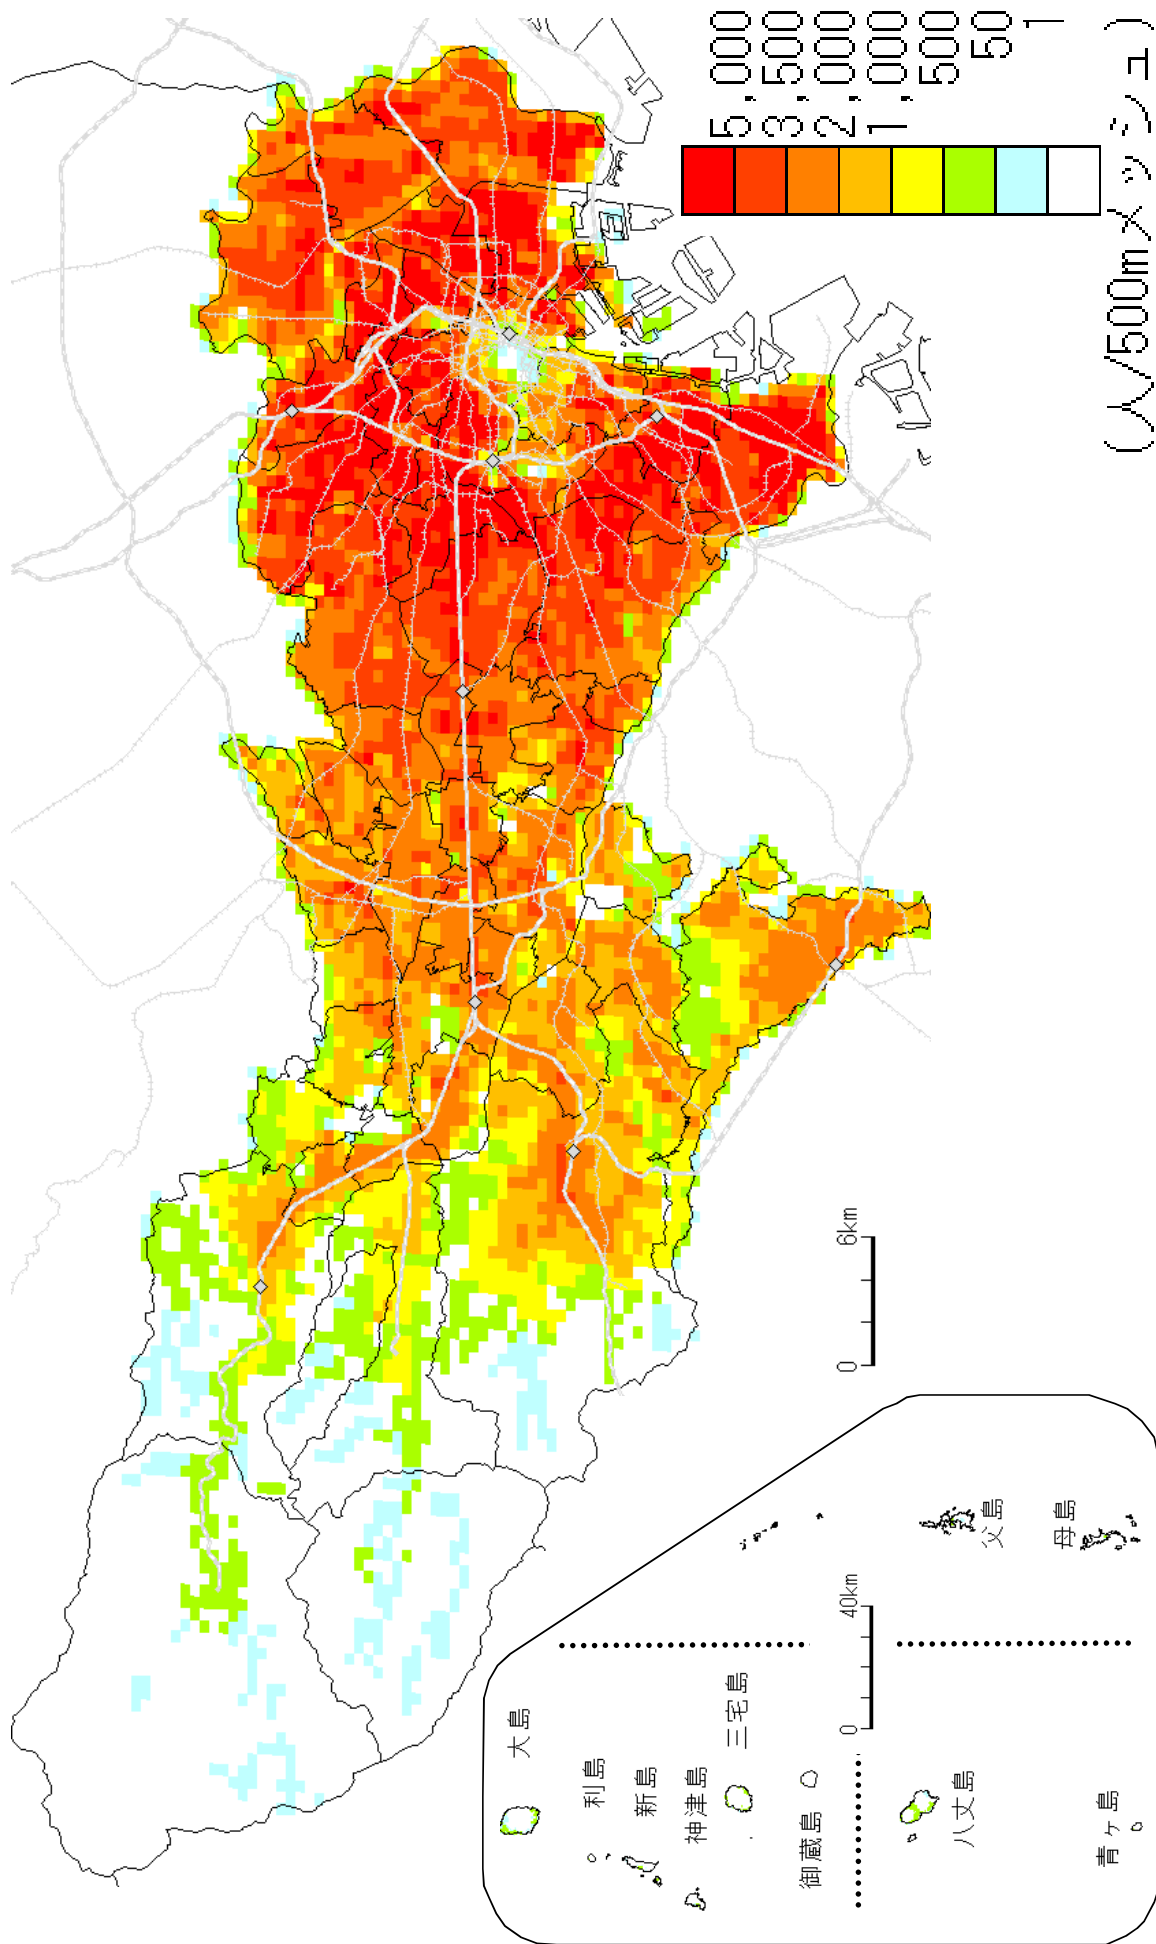 5,000
3,500
2,000
1,000
500
50
1
(人/500mメッシュ)
0 6km
大島
利島
新島
神津島
三宅島
御蔵島
0 40km
八丈島
青ヶ島
父島
母島